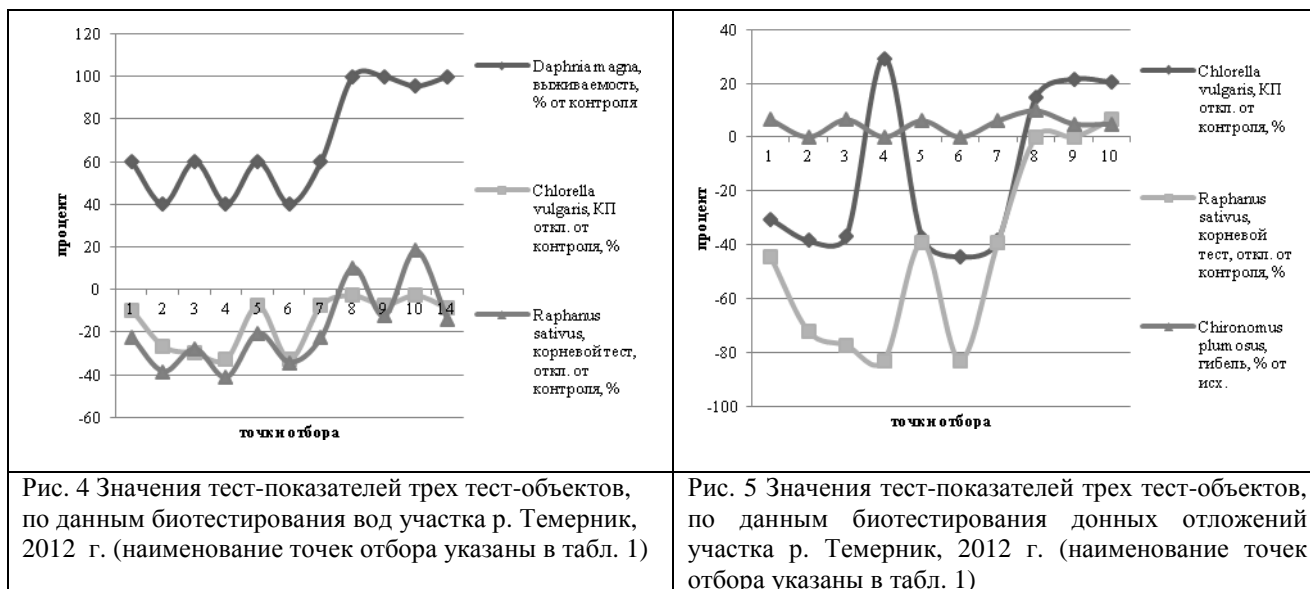 120
100
80
60
40
20
0
-20
-40
-60
процент
1 2 3 4 5 6 7 8 9 10 14
точки отбора
Daphnia magna,
выживаемость,
% от контроля
Chlorella
vulgaris, КП
откл. от
контроля, %
Raphanus
sativus,
корневой тест,
откл. от
контроля, %
40
20
0
-20
-40
-60
-80
-100
процент
1 2 3 4 5 6 7 8 9 10
точки отбора
Chlorella
vulgaris, КП
откл. от
контроля, %
Raphanus
sativus,
корневой
тест, откл. от
контроля, %
Chironomus
plumosus,
гибель, % от
исх.
Рис. 4 Значения тест-показателей трех тест-объектов,
по данным биотестирования вод участка р. Темерник,
2012 г. (наименование точек отбора указаны в табл. 1)
Рис. 5 Значения тест-показателей трех тест-объектов,
по данным биотестирования донных отложений
участка р. Темерник, 2012 г. (наименование точек
отбора указаны в табл. 1)